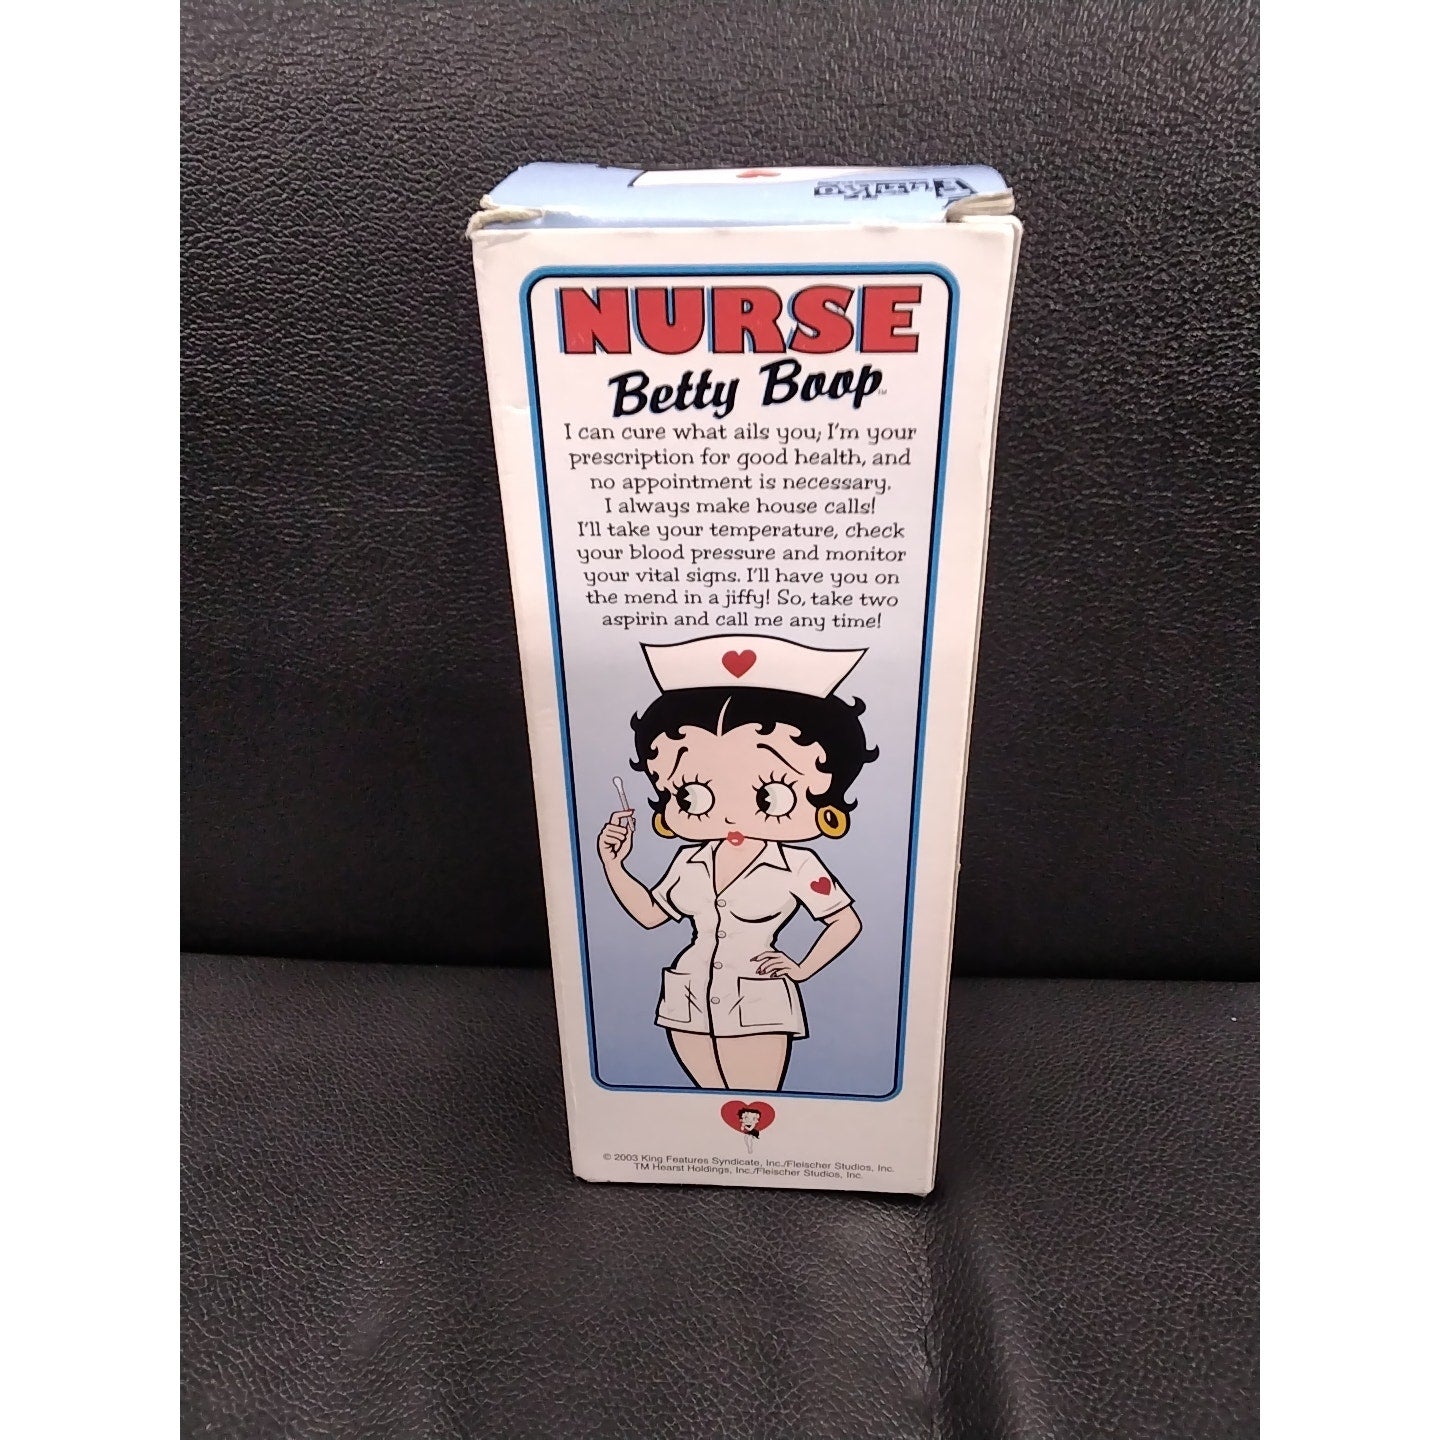 Funko
NURSE
Betty Boop™
I can cure what ails you; I'm your
prescription for good health, and
no appointment is necessary.
I always make house calls!
I'll take your temperature, check
your blood pressure and monitor
your vital signs. I'll have you on
the mend in a jiffy! So, take two
aspirin and call me any time!
© 2003 King Features Syndicate, Inc./Fleischer Studios, Inc.
TM Hearst Holdings, Inc./Fleischer Studios, Inc.